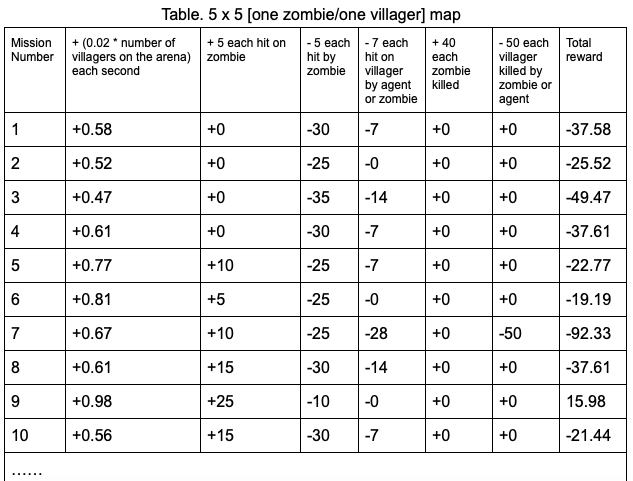 Table. 5 x 5 [one zombie/one villager] map
Mission Number + (0.02 * number of villagers on the arena) each second + 5 each hit on zombie - 5 each hit by zombie - 7 each hit on villager by agent or zombie + 40 each zombie killed - 50 each villager killed by zombie or agent Total reward
1 +0.58 +0 -30 -7 +0 +0 -37.58
2 +0.52 +0 -25 -0 +0 +0 -25.52
3 +0.47 +0 -35 -14 +0 +0 -49.47
4 +0.61 +0 -30 -7 +0 +0 -37.61
5 +0.77 +10 -25 -7 +0 +0 -22.77
6 +0.81 +5 -25 -0 +0 +0 -19.19
7 +0.67 +10 -25 -28 +0 -50 -92.33
8 +0.61 +15 -30 -14 +0 +0 -37.61
9 +0.98 +25 -10 -0 +0 +0 15.98
10 +0.56 +15 -30 -7 +0 +0 -21.44
......